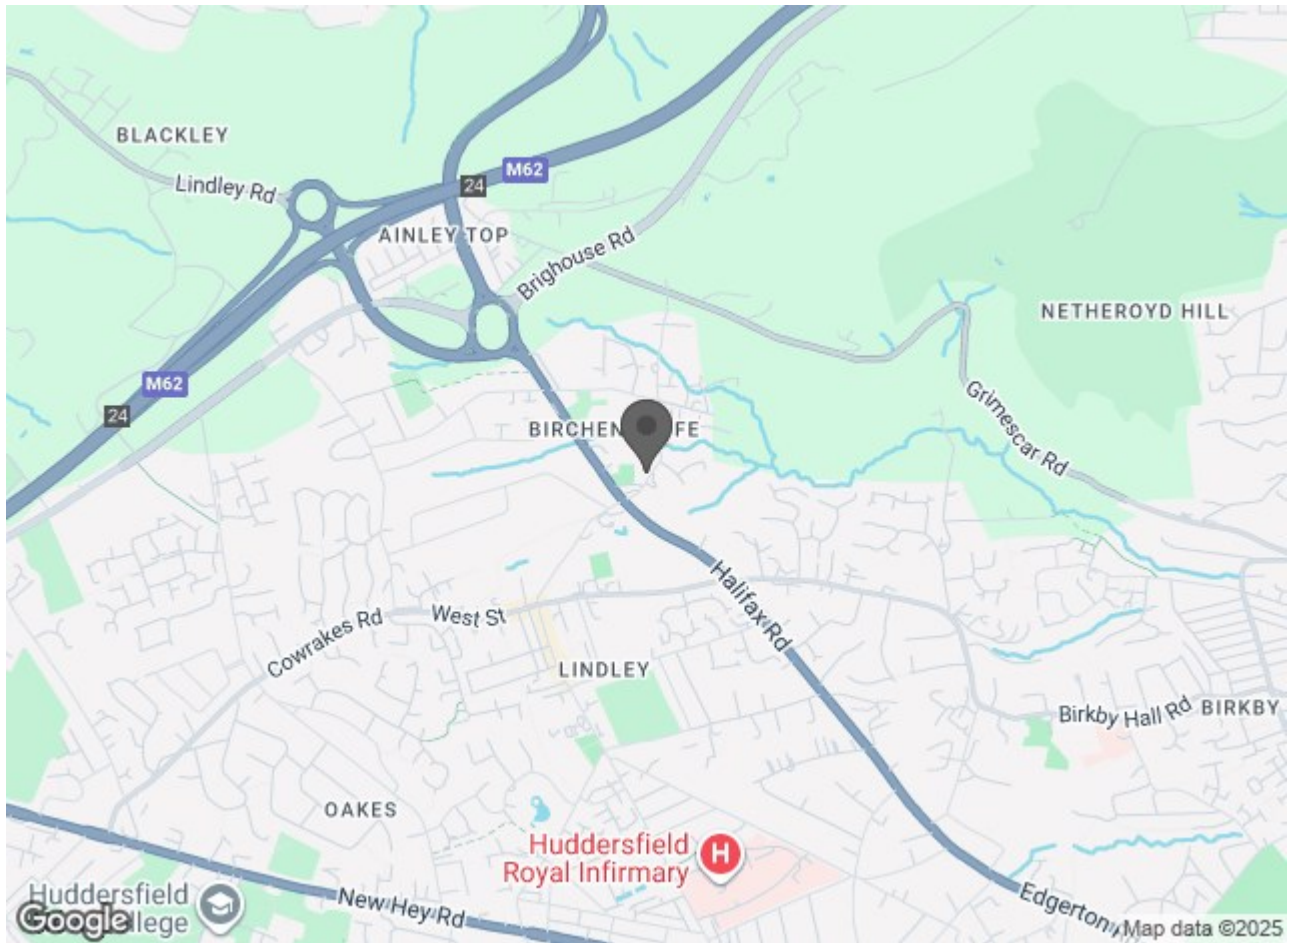 BLACKLEY
Lindley Rd
24
M62
AINLEY TOP
Brighouse Rd
NETHEROYD HILL
M62
24
Grimescar Rd
Halifax Rd
West St
Cowrakes Rd
LINDLEY
Birkby Hall Rd
BIRKBY
OAKES
Huddersfield
Royal Infirmary
H
Huddersfield
New Hey Rd
Google
Map data ©2025